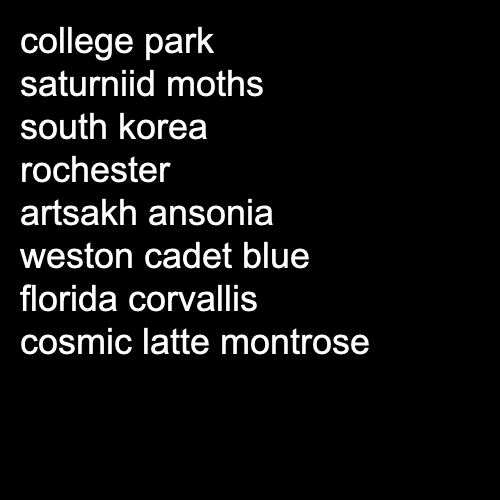 college park
saturniid moths
south korea
rochester
artsakh ansonia
weston cadet blue
florida corvallis
cosmic latte montrose